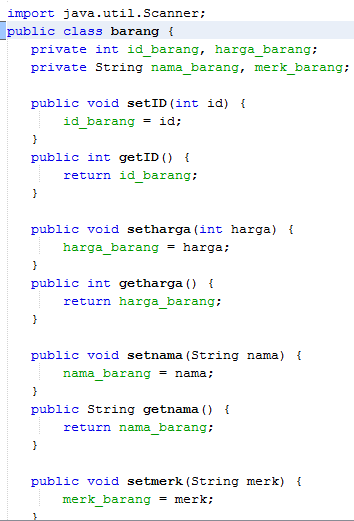 import java.util.Scanner;
public class barang {
private int id_barang, harga_barang;
private String nama_barang, merk_barang;
public void setID(int id) {
id_barang = id;
}
public int getID() {
return id_barang;
}
public void setharga(int harga) {
harga_barang = harga;
}
public int getharga() {
return harga_barang;
}
public void setnama(String nama) {
nama_barang = nama;
}
public String getnama() {
return nama_barang;
}
public void setmerk(String merk) {
merk_barang = merk;
}